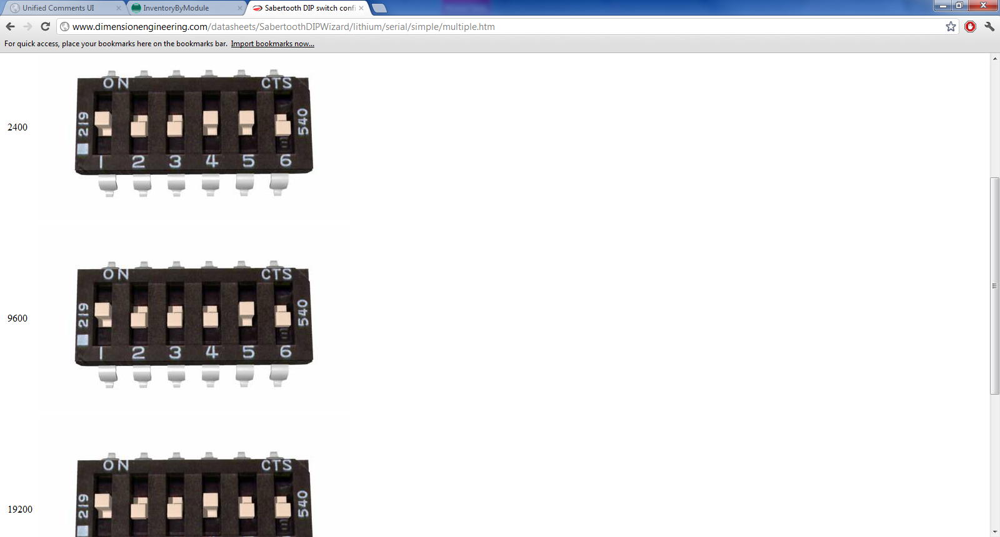 Unified Comments UI
InventoryByModule
Sabertooth DIP switch confi
www.dimensionengineering.com/datasheets/SabertoothDIPWizard/lithium/serial/simple/multiple.htm
For quick access, place your bookmarks here on the bookmarks bar. Import bookmarks now...
2400
ON CTS
219
540
1 2 3 4 5 6
9600
ON CTS
219
540
1 2 3 4 5 6
19200
ON CTS
219
540